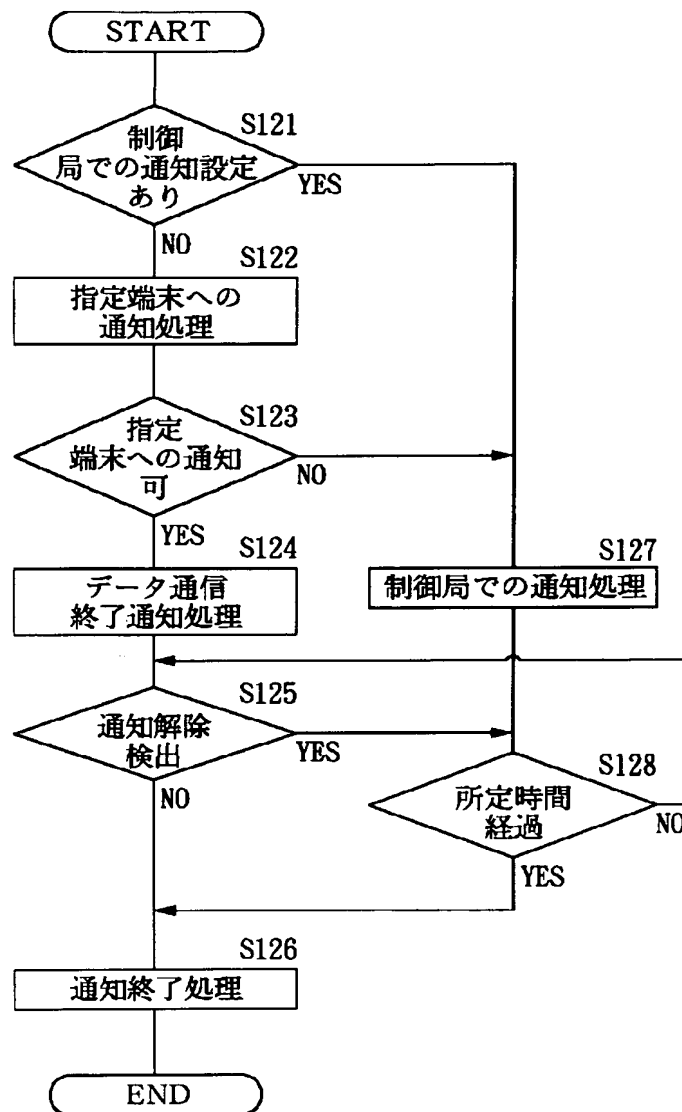 START
S121
制御
局での通知設定
あり
YES
NO
S122
指定端末への
通知処理
S123
指定
端末への通知
可
NO
YES
S124
データ通信
終了通知処理
S127
制御局での通知処理
S125
通知解除
検出
YES
NO
S128
所定時間
経過
NO
YES
S126
通知終了処理
END